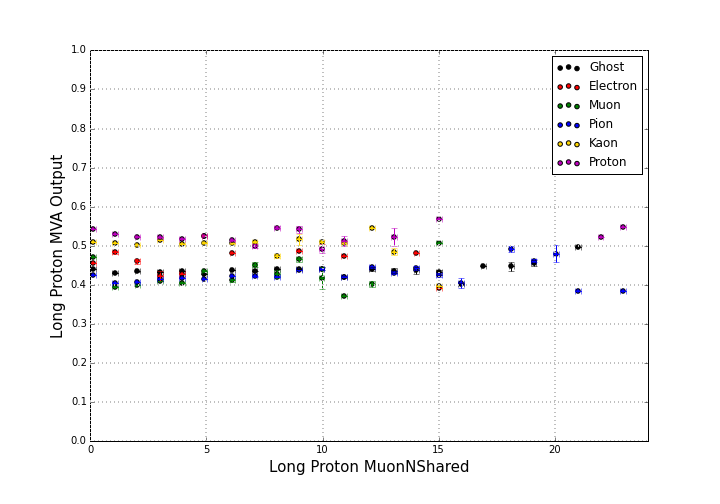 1.0
0.9
0.8
0.7
0.6
0.5
0.4
0.3
0.2
0.1
0.0
0
5
10
15
20
Long Proton MVA Output
Long Proton MuonNShared
Ghost
Electron
Muon
Pion
Kaon
Proton